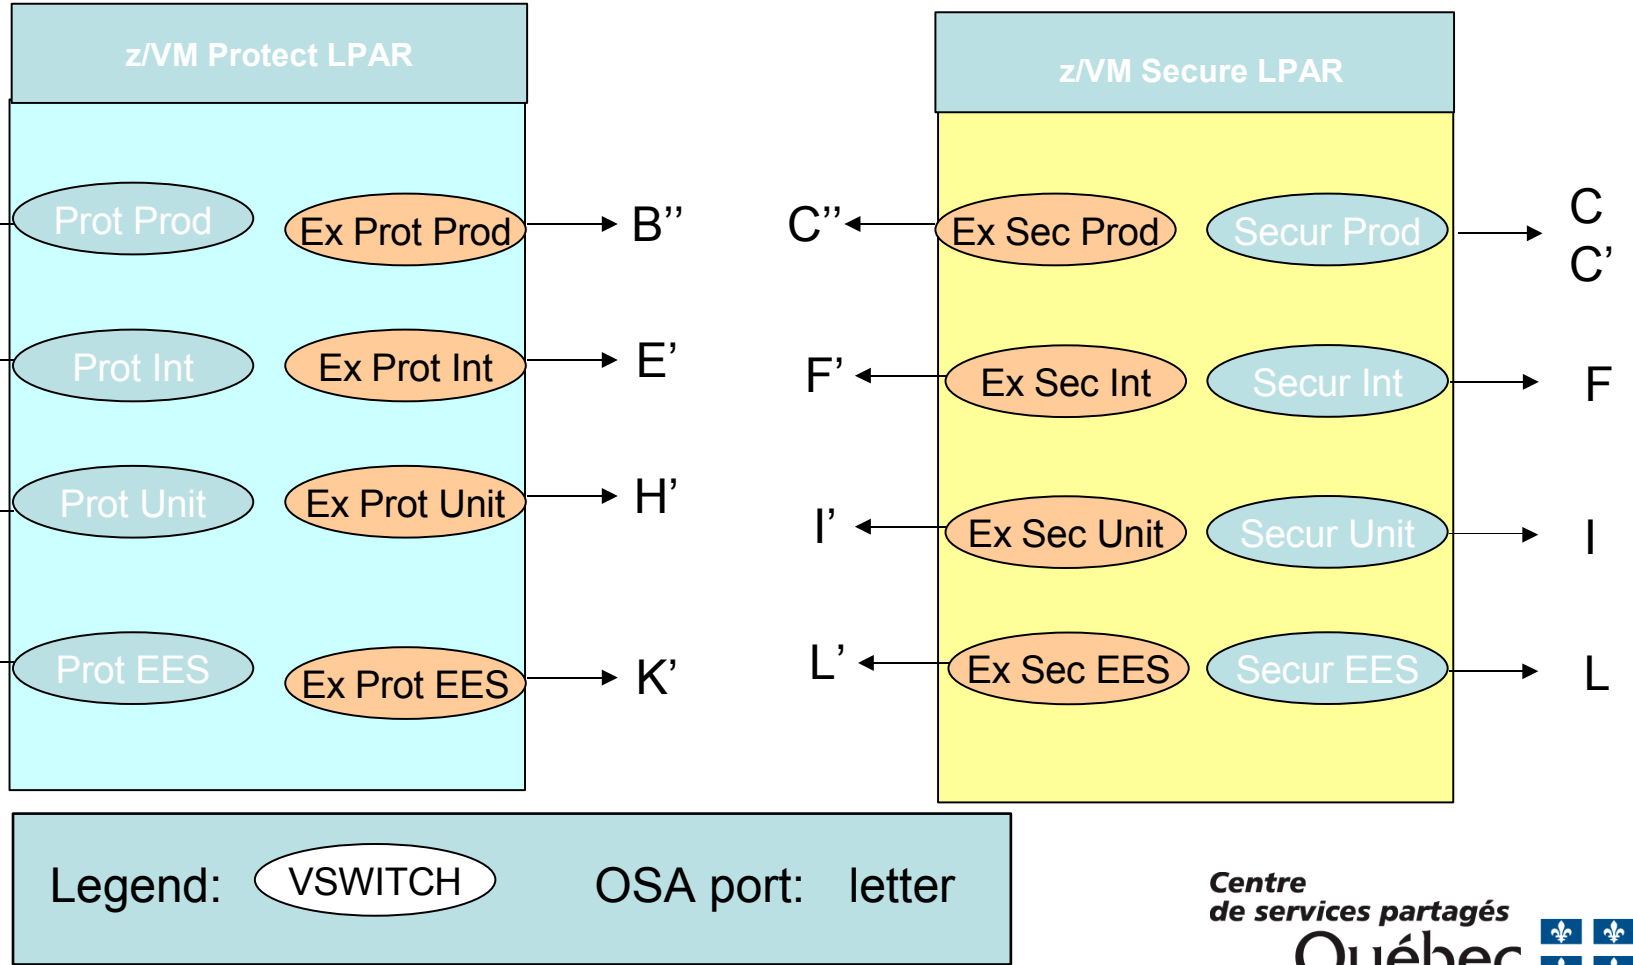 z/VM Protect LPAR
Prot Prod
Ex Prot Prod
B’’
Prot Int
Ex Prot Int
E’
Prot Unit
Ex Prot Unit
H’
Prot EES
Ex Prot EES
K’
z/VM Secure LPAR
C’’
Ex Sec Prod
Secur Prod
C
C’
F’
Ex Sec Int
Secur Int
F
I’
Ex Sec Unit
Secur Unit
I
L’
Ex Sec EES
Secur EES
L
Legend:
VSWITCH
OSA port: letter
Centre
de services partagés
Québec